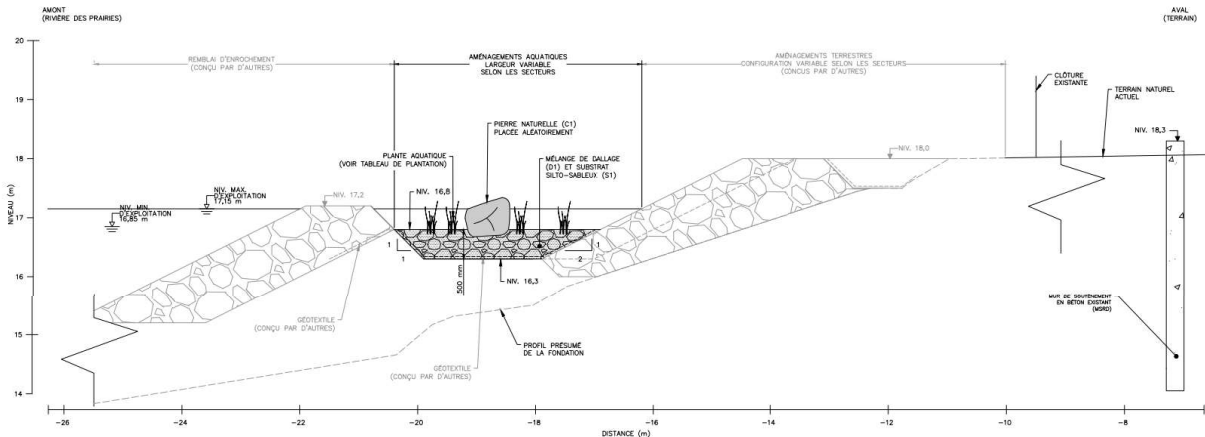 AMONT
(RIVIÈRE DES PRAIRIES)
AVAL
(TERRAIN)
REMBLAI D'ENROCHEMENT
(CONÇU PAR D'AUTRES)
AMÉNAGEMENTS AQUATIQUES
LARGEUR VARIABLE
SELON LES SECTEURS
AMÉNAGEMENTS TERRESTRES
CONFIGURATION VARIABLE SELON LES SECTEURS
(CONCUS PAR D'AUTRES)
CLÔTURE
EXISTANTE
TERRAIN NATUREL
ACTUEL
NIV. 18,3
PIERRE NATURELLE (C1)
PLACÉE ALÉATOIREMENT
PLANTE AQUATIQUE
(VOIR TABLEAU DE PLANTATION)
MÉLANGE DE DALLAGE
(D1) ET SUBSTRAT
SILTO-SABLEUX (S1)
NIV. 18,0
NIV. MAX.
D'EXPLOITATION
17,15 m
NIV. MIN.
D'EXPLOITATION
16,85 m
NIV. 17,2
NIV. 16,8
1
1
1
2
500 mm
NIV. 16,3
GÉOTEXTILE
(CONÇU PAR D'AUTRES)
PROFIL PRÉSUMÉ
DE LA FONDATION
GÉOTEXTILE
(CONÇU PAR D'AUTRES)
MUR DE SOUTÈNEMENT
EN BÉTON EXISTANT
(MSRD)
NIVEAU (m)
20
19
18
17
16
15
14
-26
-24
-22
-20
-18
-16
-14
-12
-10
-8
DISTANCE (m)